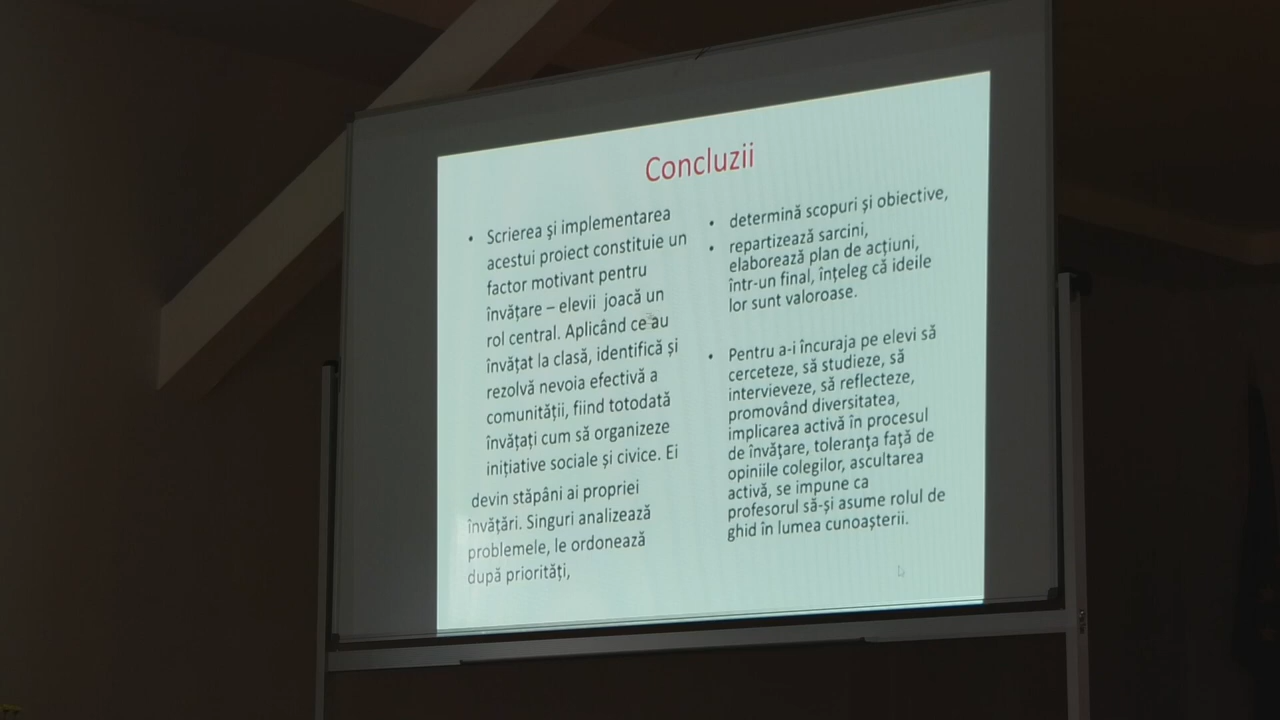 Concluzii
• Scrierea şi implementarea
acestui proiect constituie un
factor motivant pentru
învățare – elevii joacă un
rol central. Aplicând ce au
învățat la clasă, identifică și
rezolvă nevoia efectivă a
comunității, fiind totodată
învățați cum să organizeze
inițiative sociale și civice. Ei
devin stăpâni ai propriei
învățări. Singuri analizează
problemele, le ordonează
după priorități,
• determină scopuri și obiective,
• repartizează sarcini,
elaborează plan de acțiuni,
într-un final, înțeleg că ideile
lor sunt valoroase.
• Pentru a-i încuraja pe elevi să
cerceteze, să studieze, să
intervieveze, să reflecteze,
promovând diversitatea,
implicarea activă în procesul
de învăţare, toleranţa faţă de
opiniile colegilor, ascultarea
activă, se impune ca
profesorul să-și asume rolul de
ghid în lumea cunoașterii.